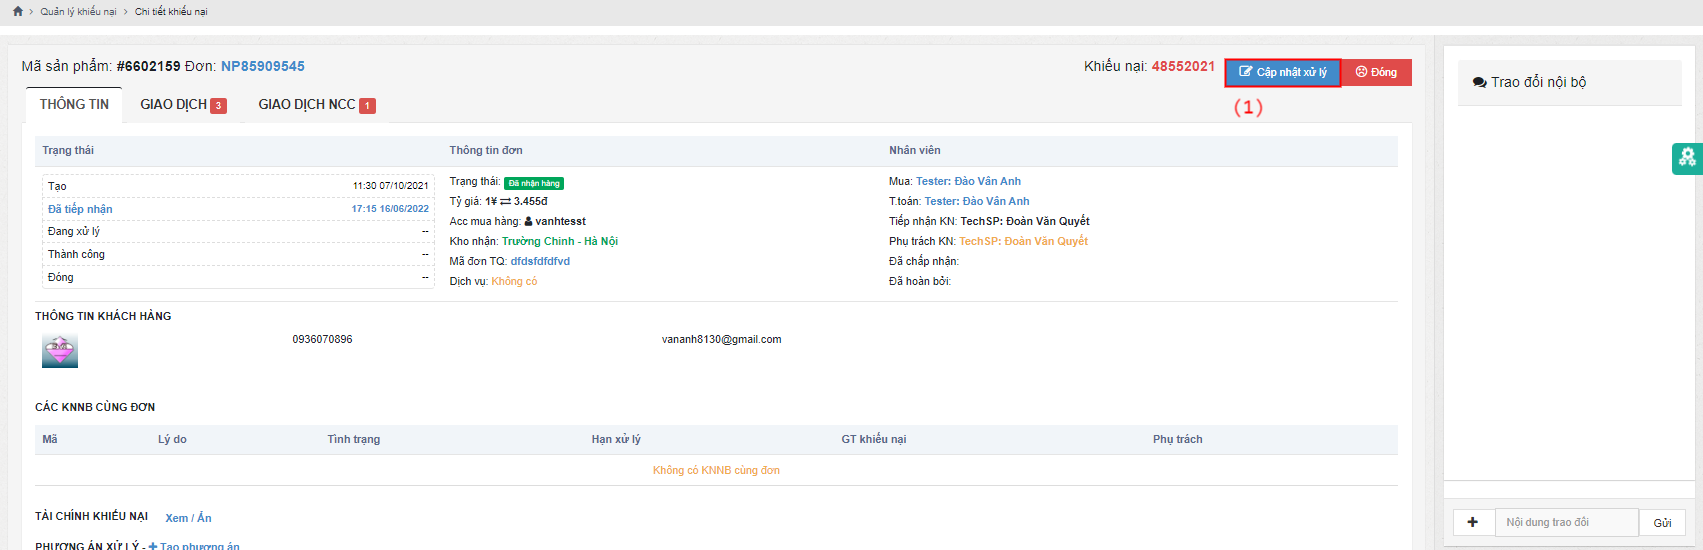 Quản lý khiếu nại > Chi tiết khiếu nại
Mã sản phẩm: #6602159 Đơn: NP85909545
Khiếu nại: 48552021
Cập nhật xử lý
Đóng
(1)
THÔNG TIN
GIAO DỊCH 3
GIAO DỊCH NCC 1
Trạng thái
Thông tin đơn
Nhân viên
Tạo 11:30 07/10/2021
Đã tiếp nhận 17:15 16/06/2022
Đang xử lý --
Thành công --
Đóng --
Trạng thái: Đã nhận hàng
Tỷ giá: 1¥ ⇄ 3.455đ
Acc mua hàng: vanhtesst
Kho nhận: Trường Chinh - Hà Nội
Mã đơn TQ: dfdsfdfdfvd
Dịch vụ: Không có
Mua: Tester: Đào Vân Anh
T.toán: Tester: Đào Vân Anh
Tiếp nhận KN: TechSP: Đoàn Văn Quyết
Phụ trách KN: TechSP: Đoàn Văn Quyết
Đã chấp nhận:
Đã hoàn bởi:
THÔNG TIN KHÁCH HÀNG
0936070896
vananh8130@gmail.com
CÁC KNNB CÙNG ĐƠN
Mã Lý do Tình trạng Hạn xử lý GT khiếu nại Phụ trách
Không có KNNB cùng đơn
TÀI CHÍNH KHIẾU NẠI Xem / Ẩn
PHƯƠNG ÁN XỬ LÝ - + Tạo phương án
Trao đổi nội bộ
+ Nội dung trao đổi Gửi